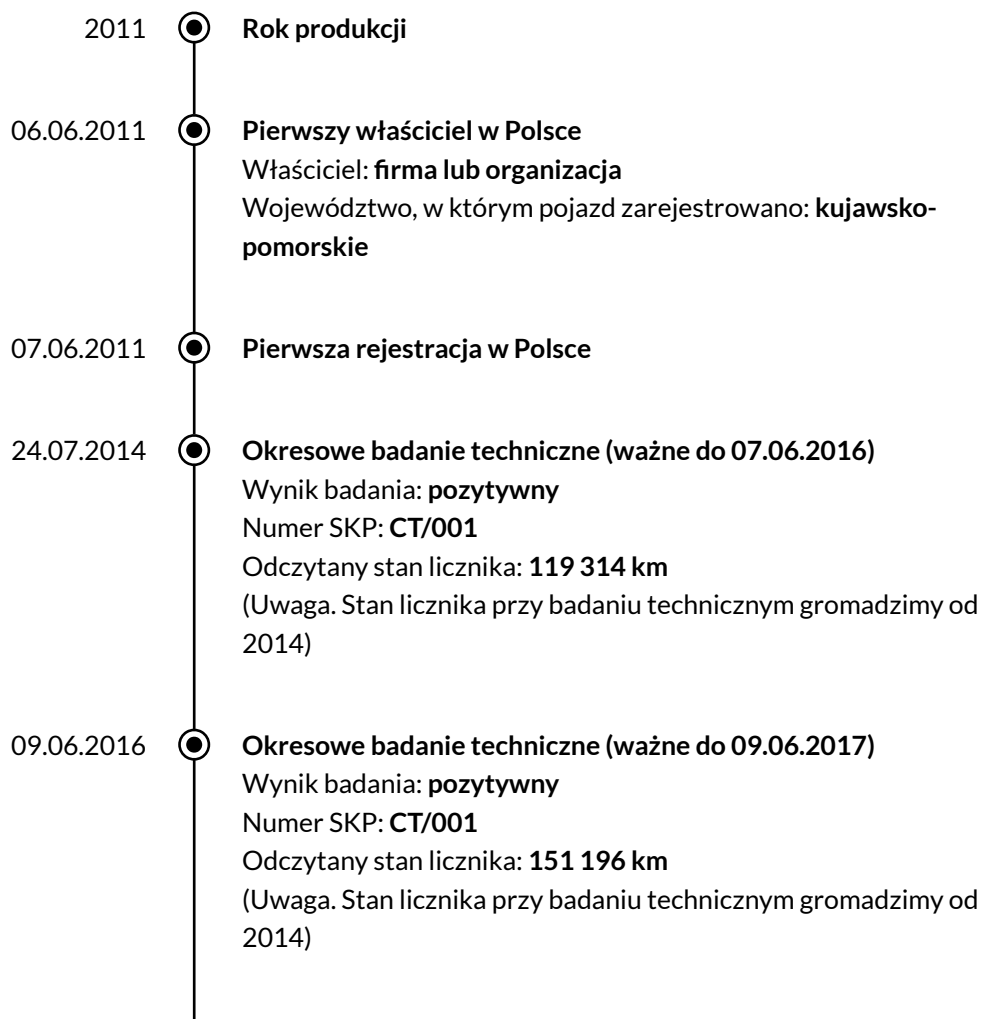 2011 Rok produkcji
06.06.2011 Pierwszy właściciel w Polsce
Właściciel: firma lub organizacja
Województwo, w którym pojazd zarejestrowano: kujawsko-
pomorskie
07.06.2011 Pierwsza rejestracja w Polsce
24.07.2014 Okresowe badanie techniczne (ważne do 07.06.2016)
Wynik badania: pozytywny
Numer SKP: CT/001
Odczytany stan licznika: 119 314 km
(Uwaga. Stan licznika przy badaniu technicznym gromadzimy od
2014)
09.06.2016 Okresowe badanie techniczne (ważne do 09.06.2017)
Wynik badania: pozytywny
Numer SKP: CT/001
Odczytany stan licznika: 151 196 km
(Uwaga. Stan licznika przy badaniu technicznym gromadzimy od
2014)